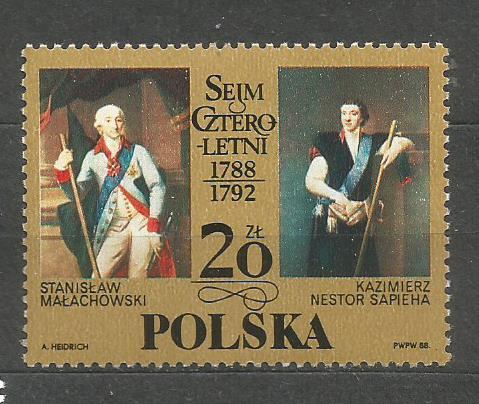 SEJM
CZTERO-
-LETNI
1788
1792
20 ZŁ
STANISŁAW
MAŁACHOWSKI
KAZIMIERZ
NESTOR SAPIEHA
POLSKA
A. HEIDRICH
PWPW 88.